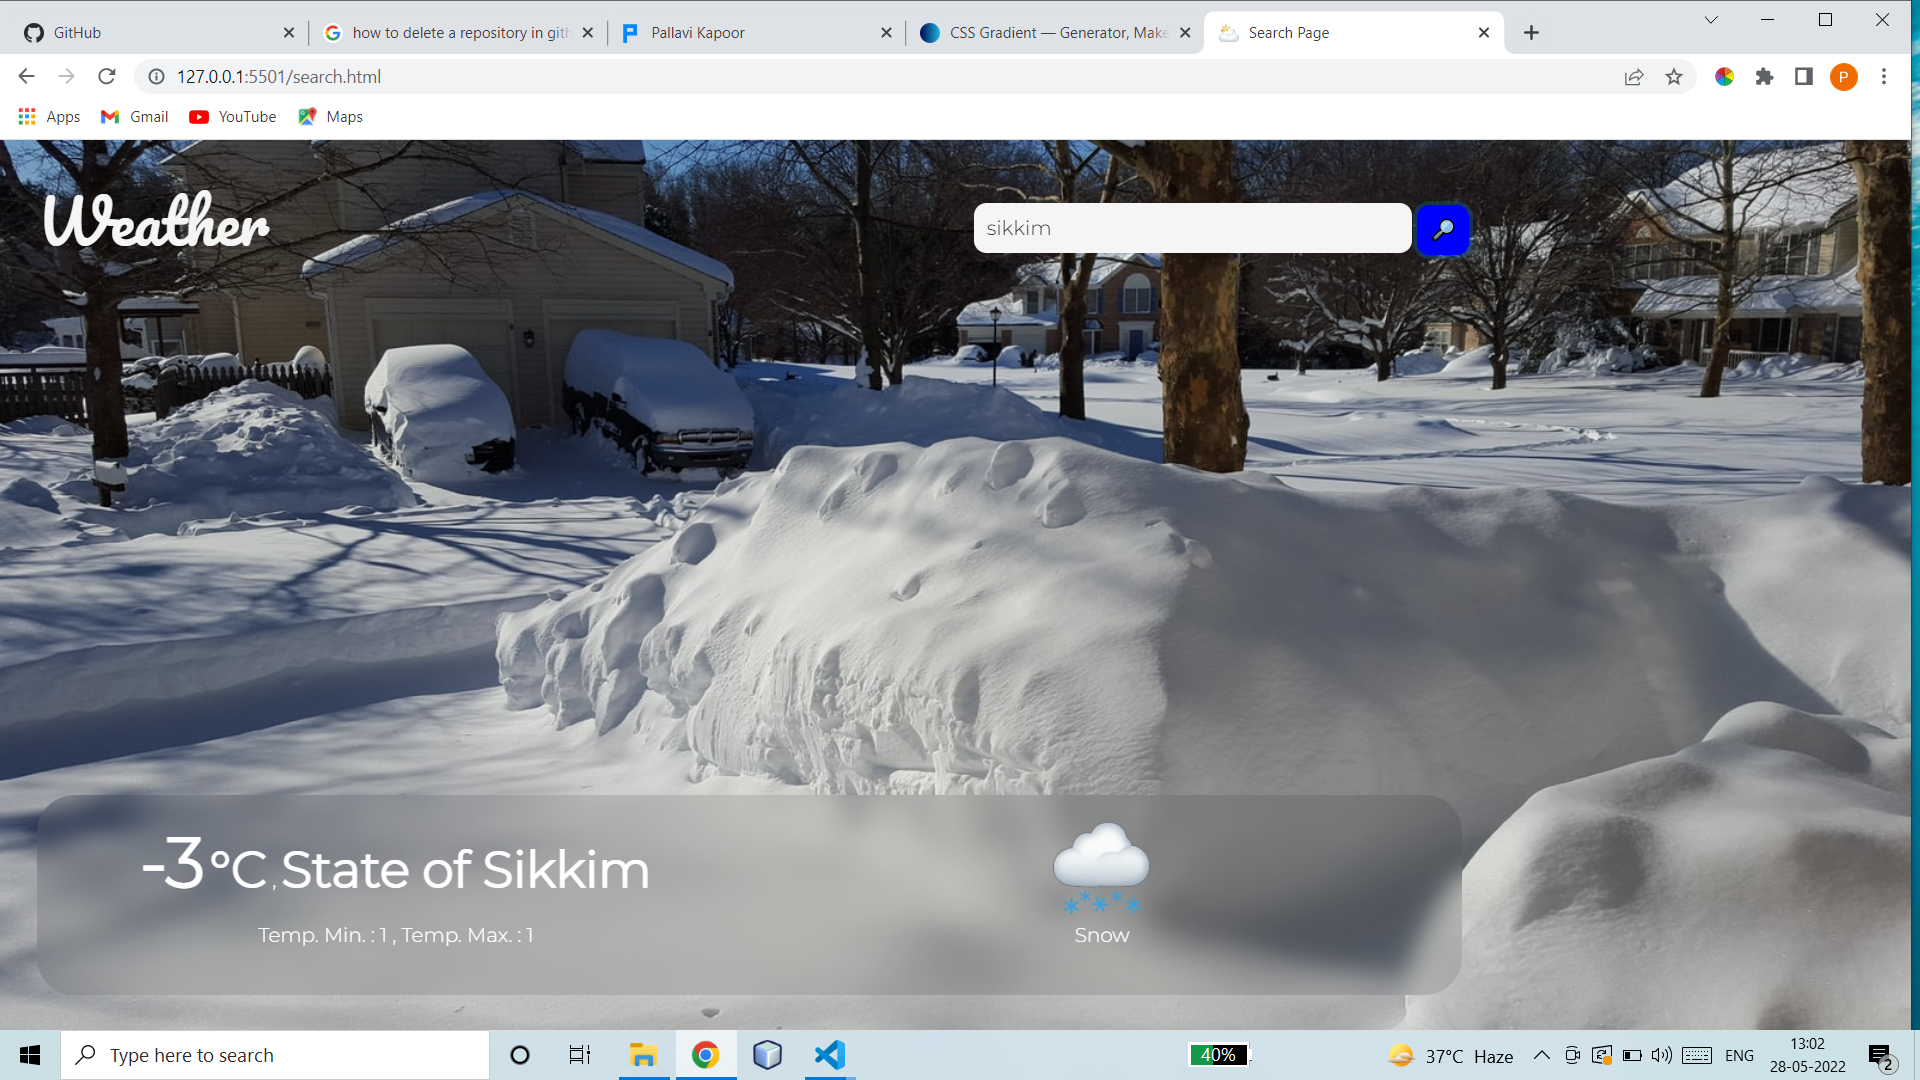 GitHub
how to delete a repository in gith
Pallavi Kapoor
CSS Gradient — Generator, Make
Search Page
127.0.0.1:5501/search.html
P
Apps
Gmail
YouTube
Maps
Weather
sikkim
-3°C, State of Sikkim
Temp. Min. : 1 , Temp. Max. : 1
Snow
Type here to search
40%
37°C Haze
ENG
13:02
28-05-2022
2